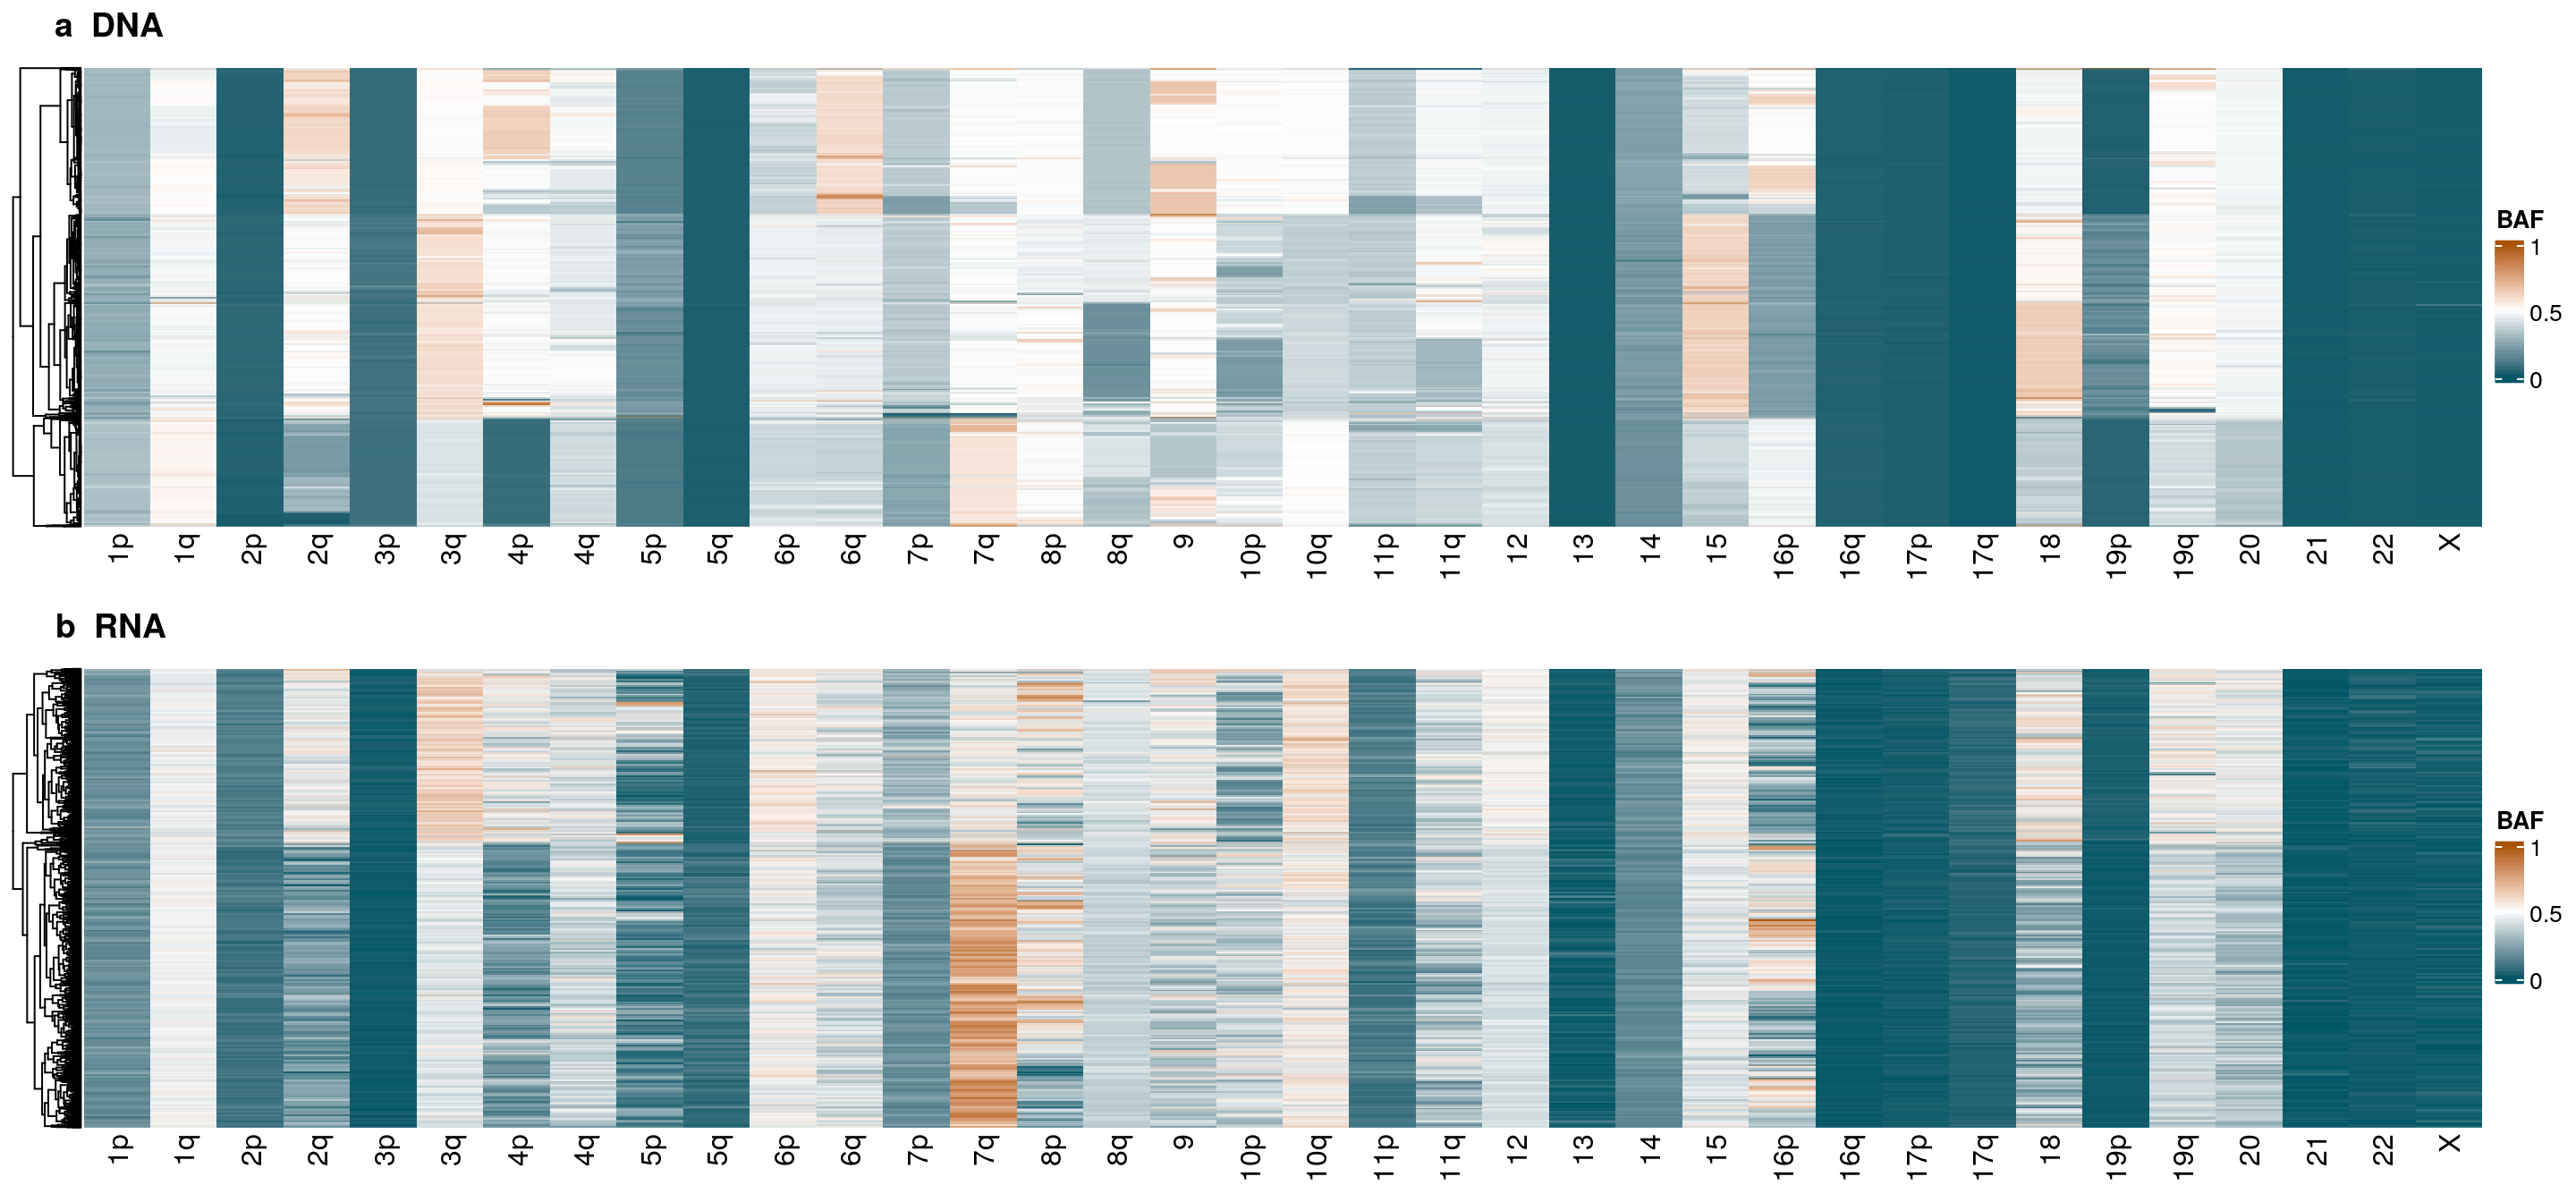 a DNA
BAF
1
0.5
0
1p 1q 2p 2q 3p 3q 4p 4q 5p 5q 6p 6q 7p 7q 8p 8q 9 10p 10q 11p 11q 12 13 14 15 16p 16q 17p 17q 18 19p 19q 20 21 22 X
b RNA
BAF
1
0.5
0
1p 1q 2p 2q 3p 3q 4p 4q 5p 5q 6p 6q 7p 7q 8p 8q 9 10p 10q 11p 11q 12 13 14 15 16p 16q 17p 17q 18 19p 19q 20 21 22 X